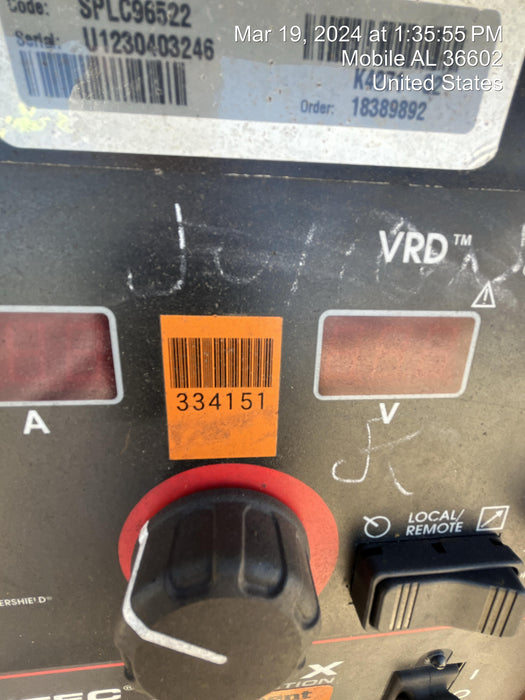 Code: SPLC96522
Serial: U1230403246
Mar 19, 2024 at 1:35:55 PM
Mobile AL 36602
United States
Order: 18389892
VRD™
334151
A
V
LOCAL/
REMOTE